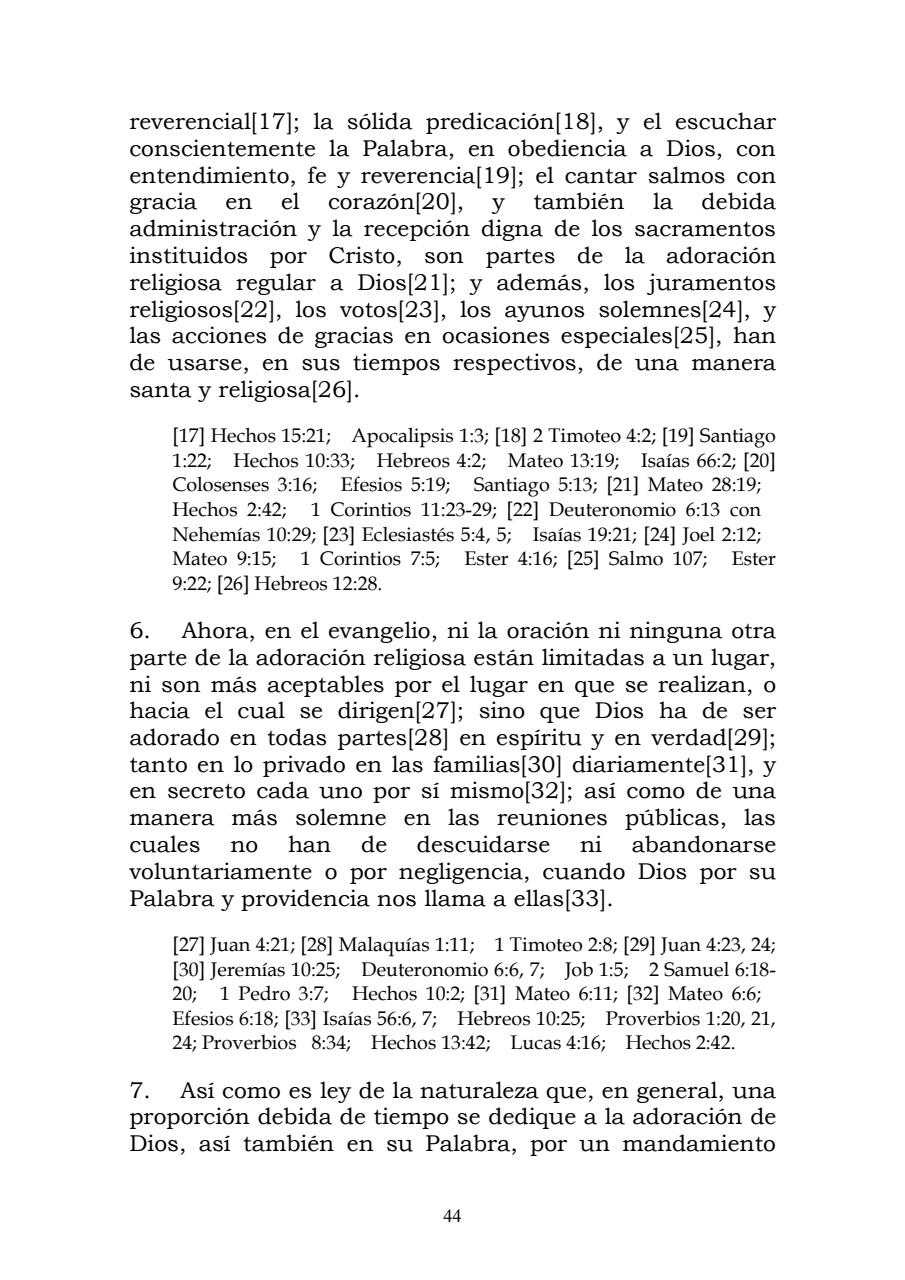 reverencial[17]; la sólida predicación[18], y el escuchar
conscientemente la Palabra, en obediencia a Dios, con
entendimiento, fe y reverencia[19]; el cantar salmos con
gracia en el corazón[20], y también la debida
administración y la recepción digna de los sacramentos
instituidos por Cristo, son partes de la adoración
religiosa regular a Dios[21]; y además, los juramentos
religiosos[22], los votos[23], los ayunos solemnes[24], y
las acciones de gracias en ocasiones especiales[25], han
de usarse, en sus tiempos respectivos, de una manera
santa y religiosa[26].
[17] Hechos 15:21; Apocalipsis 1:3; [18] 2 Timoteo 4:2; [19] Santiago
1:22; Hechos 10:33; Hebreos 4:2; Mateo 13:19; Isaías 66:2; [20]
Colosenses 3:16; Efesios 5:19; Santiago 5:13; [21] Mateo 28:19;
Hechos 2:42; 1 Corintios 11:23-29; [22] Deuteronomio 6:13 con
Nehemías 10:29; [23] Eclesiastés 5:4, 5; Isaías 19:21; [24] Joel 2:12;
Mateo 9:15; 1 Corintios 7:5; Ester 4:16; [25] Salmo 107; Ester
9:22; [26] Hebreos 12:28.
6. Ahora, en el evangelio, ni la oración ni ninguna otra
parte de la adoración religiosa están limitadas a un lugar,
ni son más aceptables por el lugar en que se realizan, o
hacia el cual se dirigen[27]; sino que Dios ha de ser
adorado en todas partes[28] en espíritu y en verdad[29];
tanto en lo privado en las familias[30] diariamente[31], y
en secreto cada uno por sí mismo[32]; así como de una
manera más solemne en las reuniones públicas, las
cuales no han de descuidarse ni abandonarse
voluntariamente o por negligencia, cuando Dios por su
Palabra y providencia nos llama a ellas[33].
[27] Juan 4:21; [28] Malaquías 1:11; 1 Timoteo 2:8; [29] Juan 4:23, 24;
[30] Jeremías 10:25; Deuteronomio 6:6, 7; Job 1:5; 2 Samuel 6:18-
20; 1 Pedro 3:7; Hechos 10:2; [31] Mateo 6:11; [32] Mateo 6:6;
Efesios 6:18; [33] Isaías 56:6, 7; Hebreos 10:25; Proverbios 1:20, 21,
24; Proverbios 8:34; Hechos 13:42; Lucas 4:16; Hechos 2:42.
7. Así como es ley de la naturaleza que, en general, una
proporción debida de tiempo se dedique a la adoración de
Dios, así también en su Palabra, por un mandamiento
44